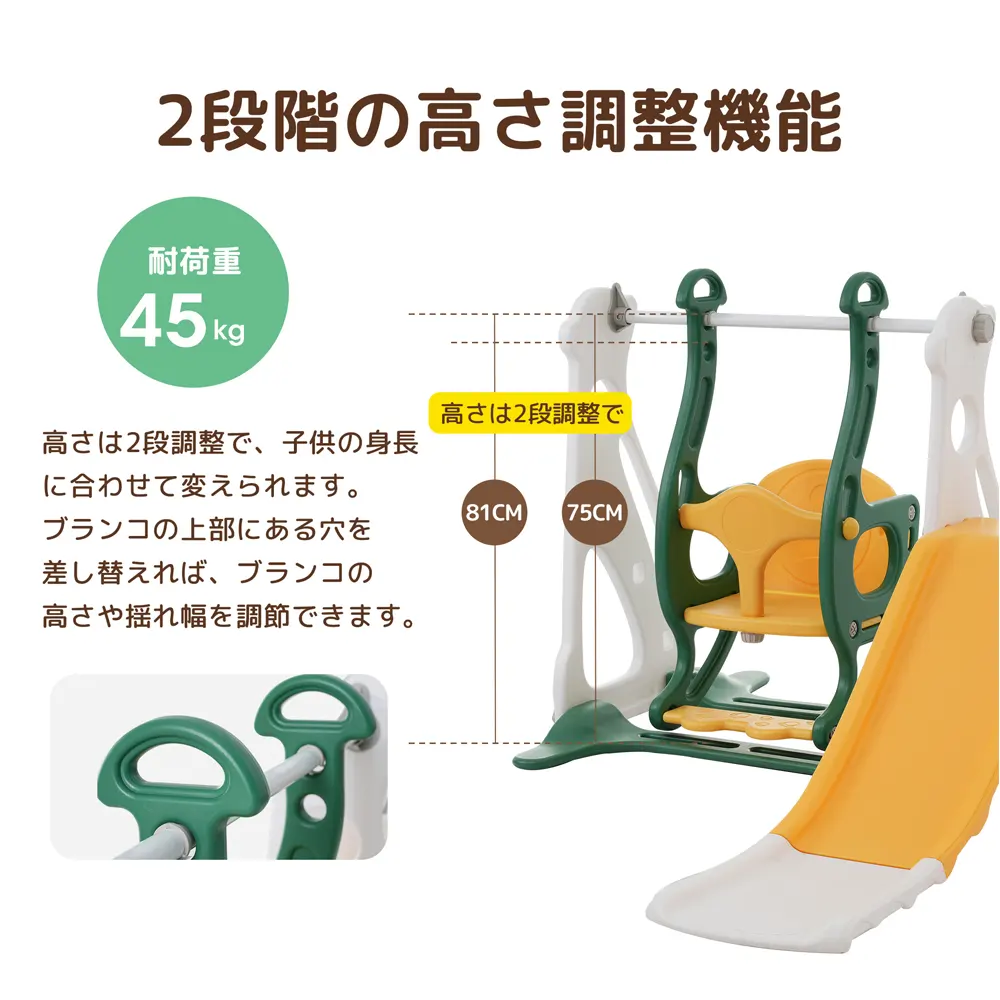 2段階の高さ調整機能
耐荷重
45kg
高さは2段調整で
高さは2段調整で、子供の身長
に合わせて変えられます。
ブランコの上部にある穴を
差し替えれば、ブランコの
高さや揺れ幅を調節できます。
81CM
75CM